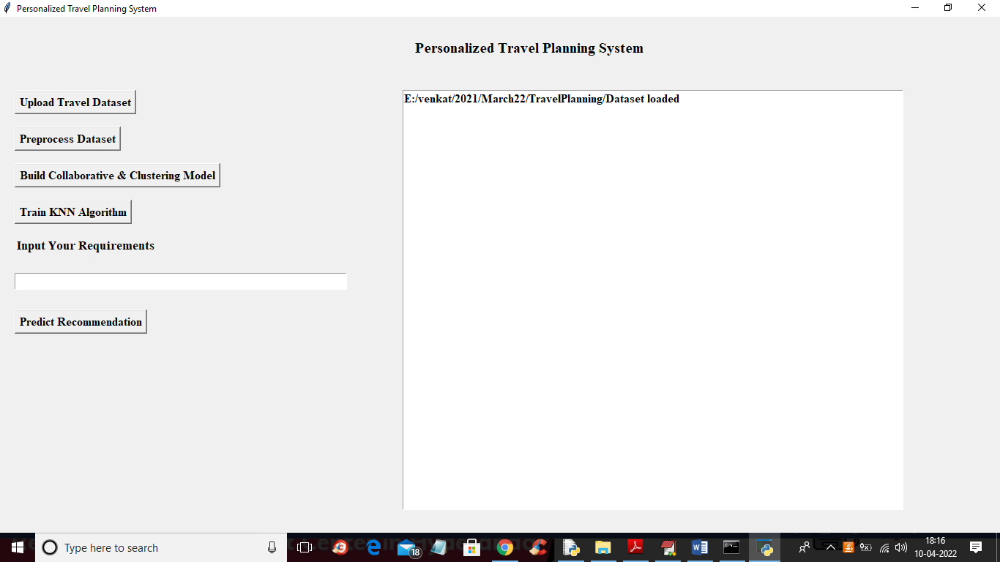 Personalized Travel Planning System
Personalized Travel Planning System
Upload Travel Dataset
E:/venkat/2021/March22/TravelPlanning/Dataset loaded
Preprocess Dataset
Build Collaborative & Clustering Model
Train KNN Algorithm
Input Your Requirements
Predict Recommendation
Type here to search
18
18:16
10-04-2022